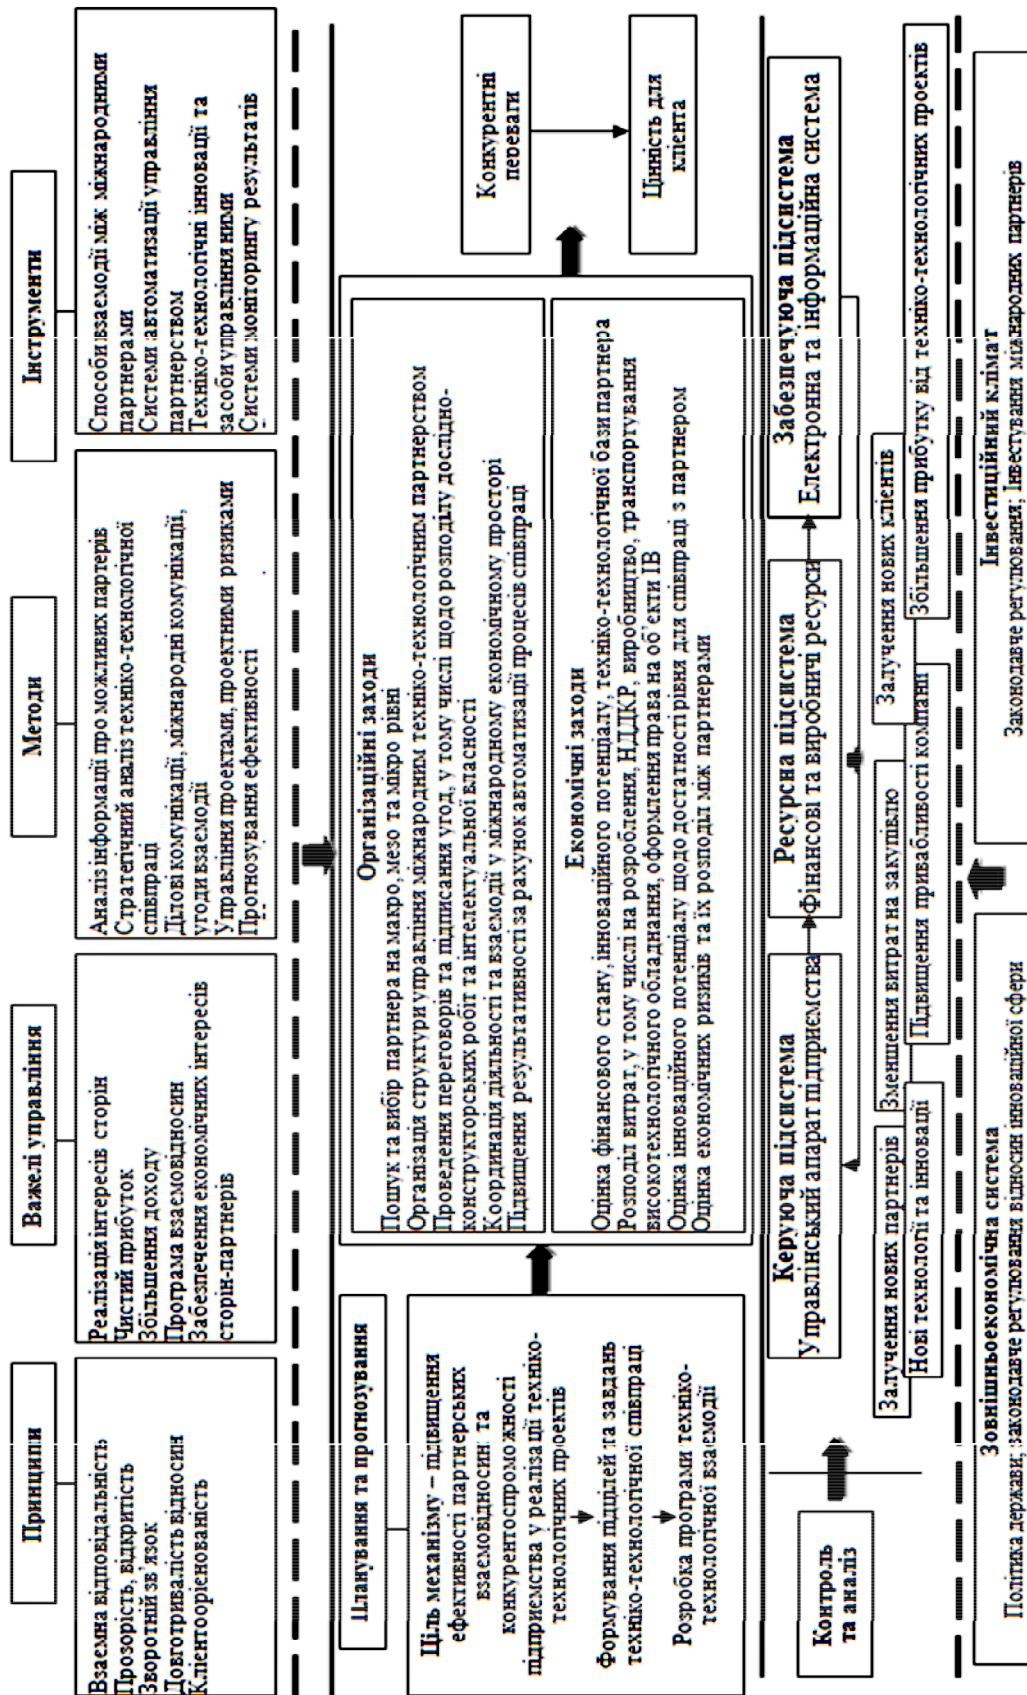 Принципи
Взаємна відповідальність
Прозорість, відкритість
Зворотній зв'язок
Довготривалість відносин
Клієнтоорієнованість
Важелі управління
Реалізація інтересів сторін
Чистий прибуток
Збільшення доходу
Програма взаємовідносин
Забезпечення економічних інтересів
сторін-партнерів
Методи
Аналіз інформації про можливих партерів
Стратегічний аналіз техніко-технологічної
співпраці
Ділові комунікації, міжнародні комунікації,
угоди взаємодії
Управління проектами, проектними ризиками
Прогнозування ефективності
Інструменти
Способи взаємодії між міжнародними
партнерами
Системи автоматизації управління
партнерством
Техніко-технологічні інновації та
засоби управління ними
Системи моніторингу результатів
Планування та прогнозування
Ціль механізму – підвищення
ефективності партнерських
взаємовідносин та
конкурентоспроможності
підприємства у реалізації техніко-
технологічних проектів
Формування підцілей та завдань
техніко-технологічної співпраці
Розробка програми техніко-
технологічної взаємодії
Організаційні заходи
Пошук та вибір партнера на макро, мезо та мікро рівні
Організація структури управління міжнародним техніко-технологічним партнерством
Проведення переговорів та підписання угод, у тому числі щодо розподілу дослідно-
конструкторських робіт та інтелектуальної власності
Координація діяльності та взаємодії у міжнародному економічному просторі
Підвищення результативності за рахунок автоматизації процесів співпраці
Економічні заходи
Оцінка фінансового стану, інноваційного потенціалу, техніко-технологічної бази партнера
Розподіл витрат, у тому числі на розроблення, НДДКР, виробництво, транспортування
високотехнологічного обладнання, оформлення права на об'єкти ІВ
Оцінка інноваційного потенціалу щодо достатності рівня для співпраці з партнером
Оцінка економічних ризиків та їх розподіл між партнерами
Конкурентні
переваги
Цінність для
клієнта
Контроль
та аналіз
Керуюча підсистема
Управлінський апарат підприємства
Ресурсна підсистема
Фінансові та виробничі ресурси
Забезпечуюча підсистема
Електронна та інформаційна система
Залучення нових партнерів
Зменшення витрат на закупівлю
Залучення нових клієнтів
Нові технології та інновації
Підвищення привабливості компанії
Збільшення прибутку від техніко-технологічних проектів
Зовнішньоекономічна система
Політика держави, законодавче регулювання відносин інноваційної сфери
Інвестиційний клімат
Законодавче регулювання, Інвестування міжнародних партнерів